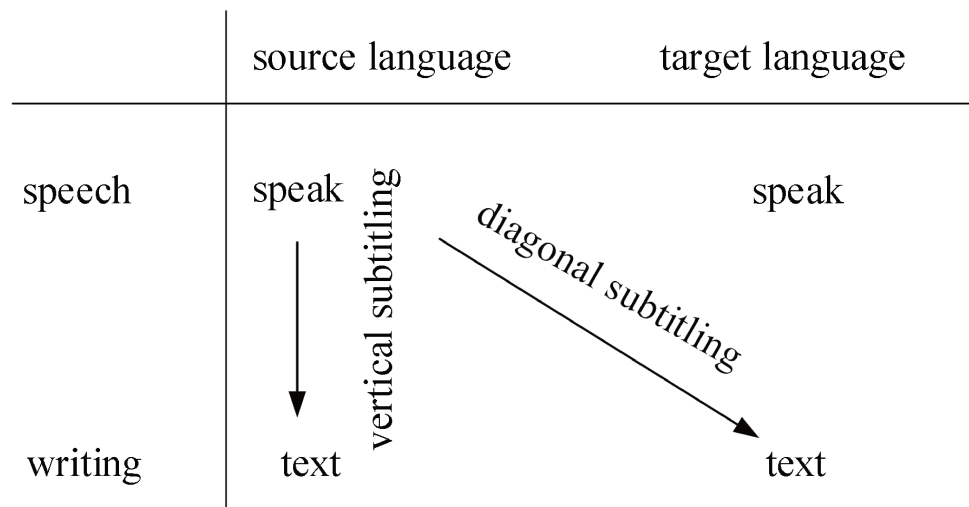 source language target language
speech speak speak
vertical subtitling
diagonal subtitling
writing text text